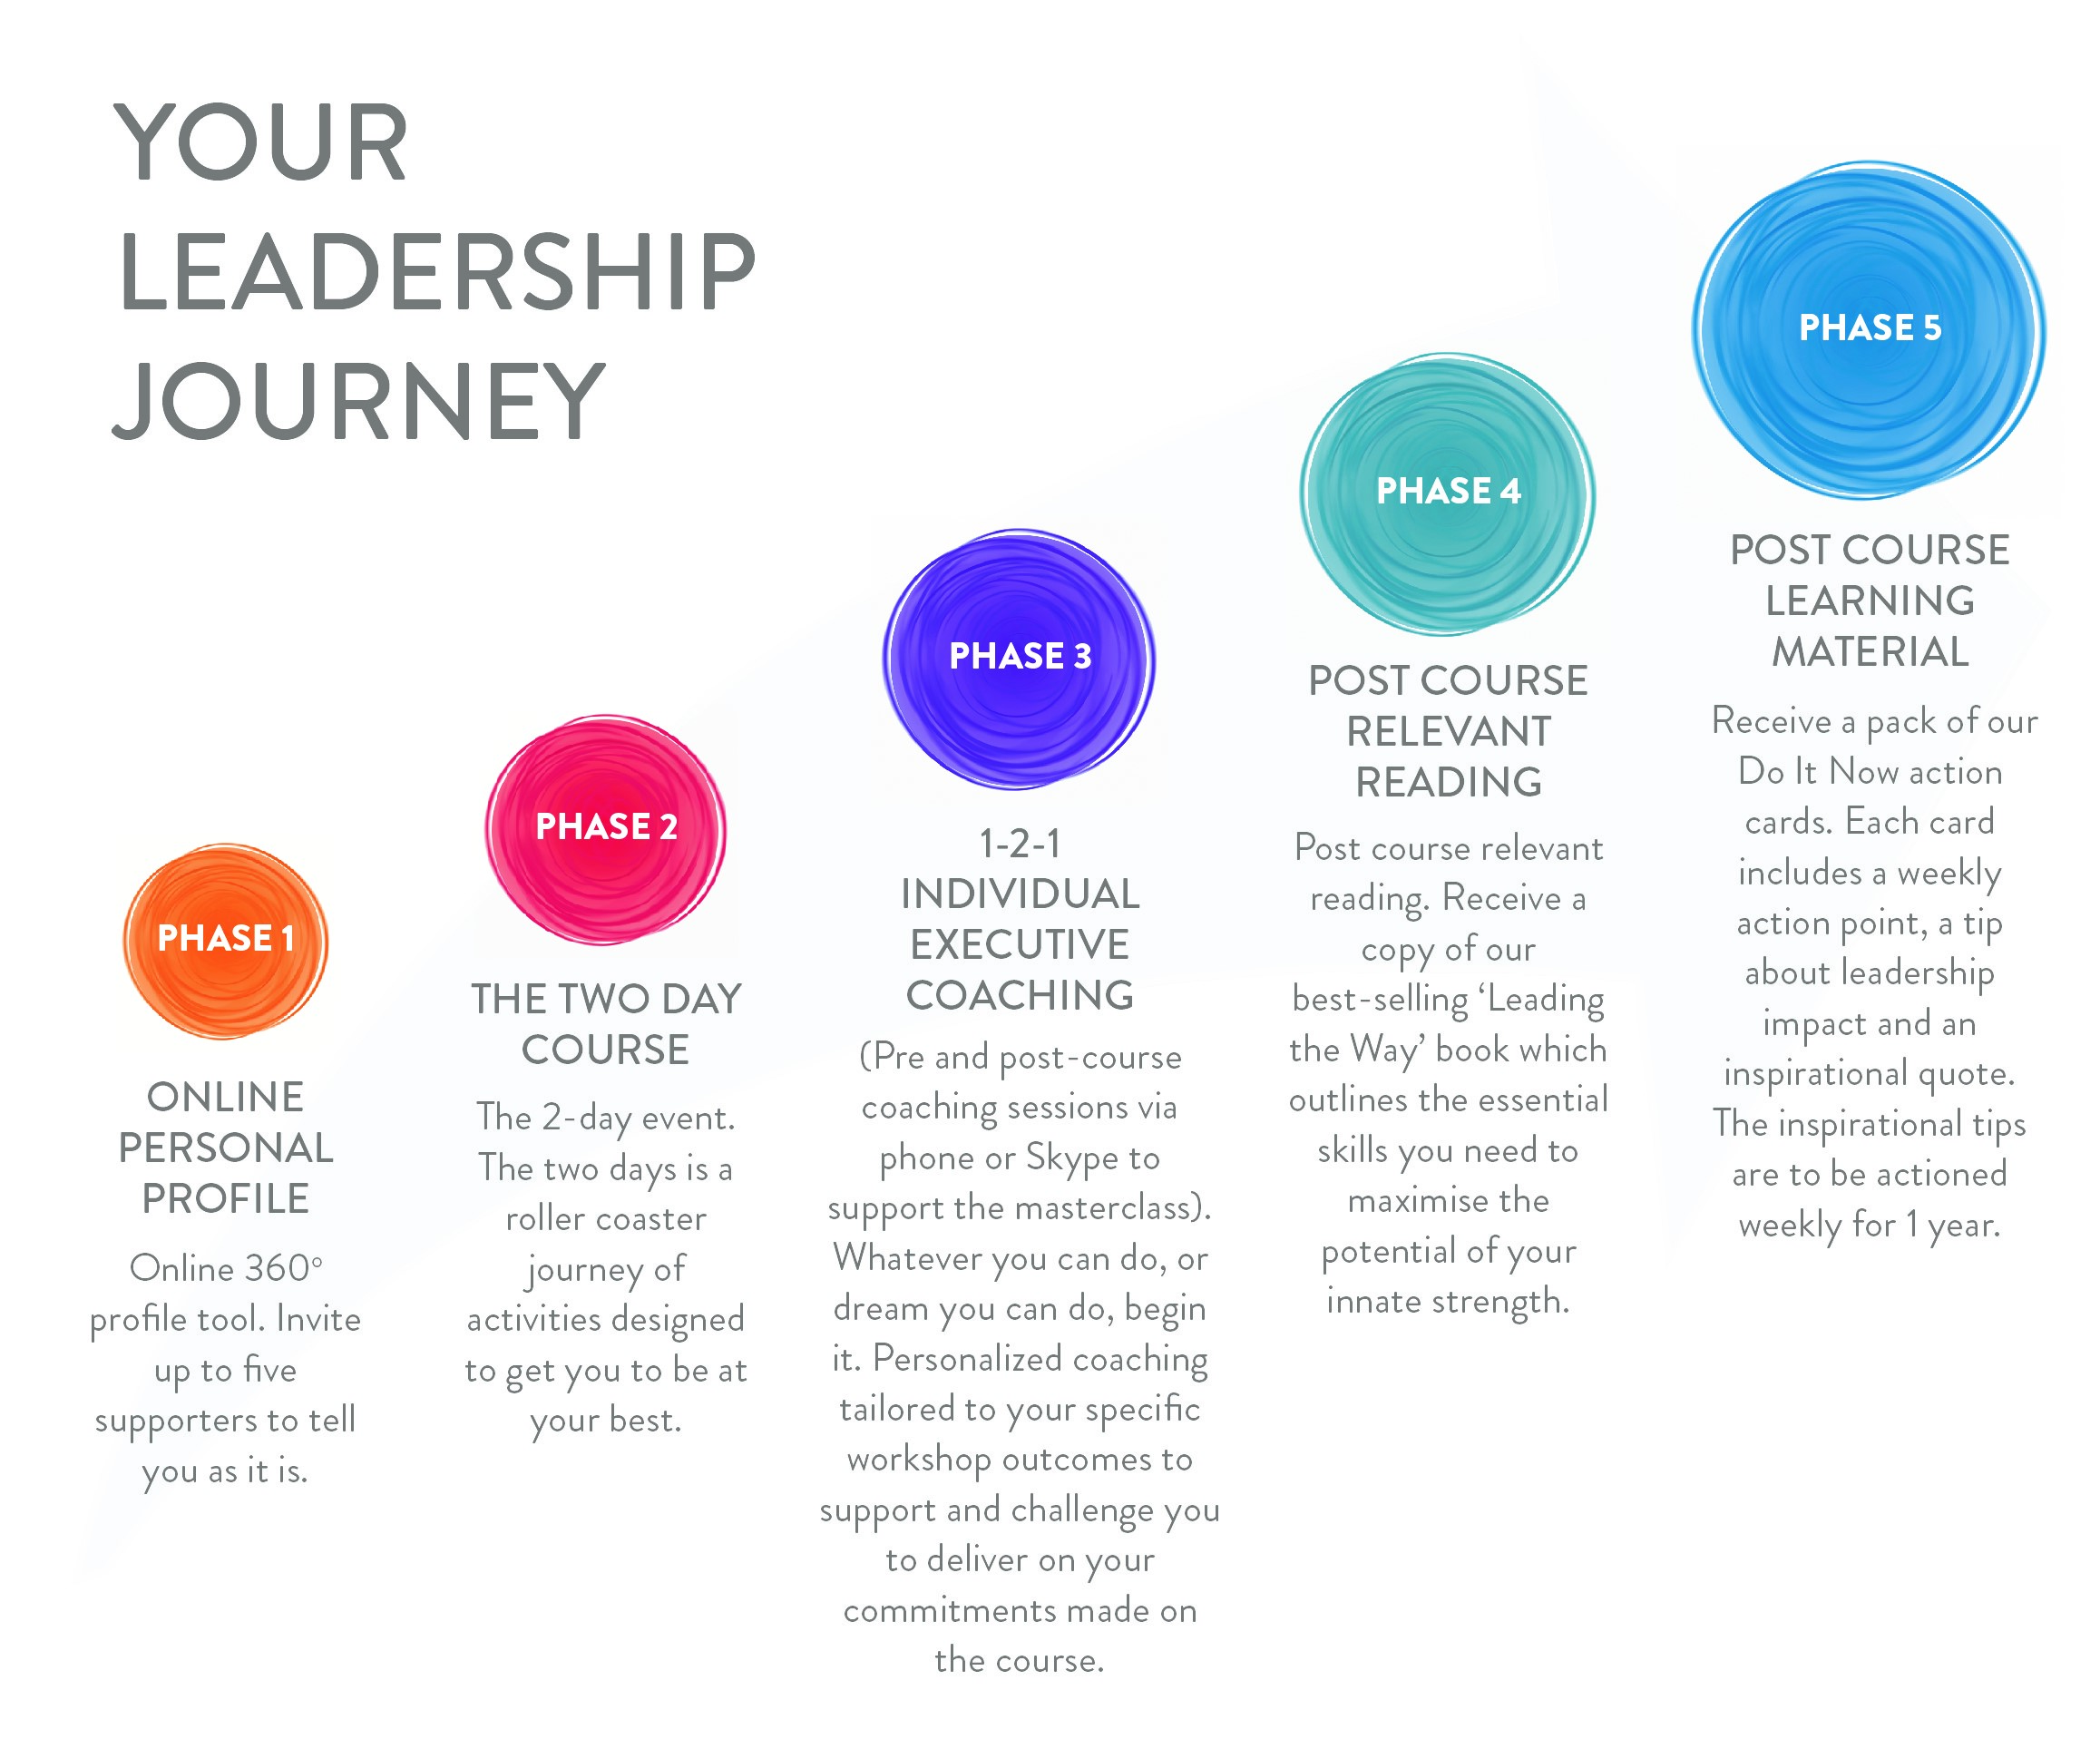 YOUR
LEADERSHIP
JOURNEY
PHASE 1
ONLINE
PERSONAL
PROFILE
Online 360°
profile tool. Invite
up to five
supporters to tell
you as it is.
PHASE 2
THE TWO DAY
COURSE
The 2-day event.
The two days is a
roller coaster
journey of
activities designed
to get you to be at
your best.
PHASE 3
1-2-1
INDIVIDUAL
EXECUTIVE
COACHING
(Pre and post-course
coaching sessions via
phone or Skype to
support the masterclass).
Whatever you can do, or
dream you can do, begin
it. Personalized coaching
tailored to your specific
workshop outcomes to
support and challenge you
to deliver on your
commitments made on
the course.
PHASE 4
POST COURSE
RELEVANT
READING
Post course relevant
reading. Receive a
copy of our
best-selling ‘Leading
the Way’ book which
outlines the essential
skills you need to
maximise the
potential of your
innate strength.
PHASE 5
POST COURSE
LEARNING
MATERIAL
Receive a pack of our
Do It Now action
cards. Each card
includes a weekly
action point, a tip
about leadership
impact and an
inspirational quote.
The inspirational tips
are to be actioned
weekly for 1 year.